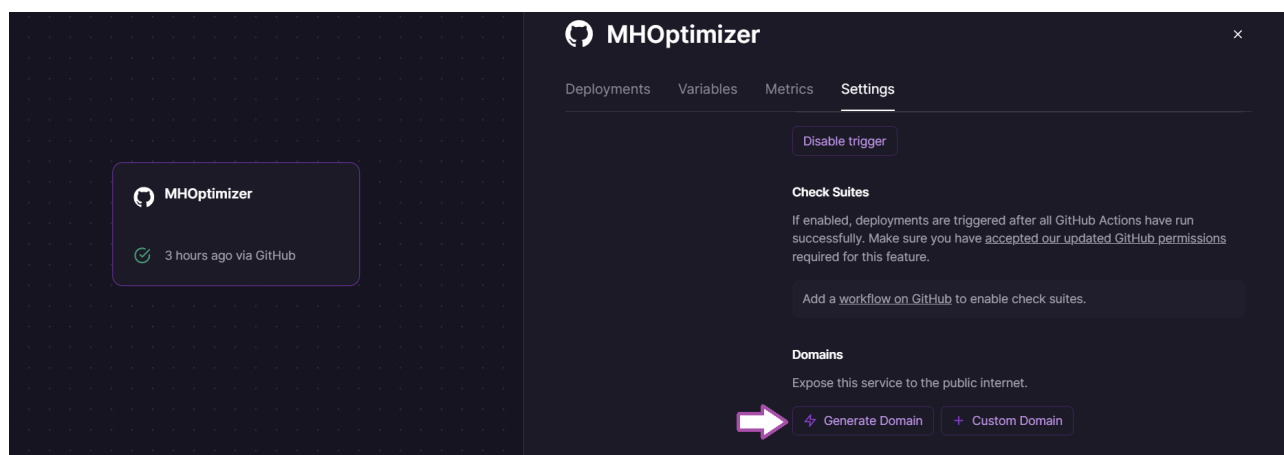 MHOptimizer
3 hours ago via GitHub
MHOptimizer
Deployments Variables Metrics Settings
Disable trigger
Check Suites
If enabled, deployments are triggered after all GitHub Actions have run
successfully. Make sure you have accepted our updated GitHub permissions
required for this feature.
Add a workflow on GitHub to enable check suites.
Domains
Expose this service to the public internet.
Generate Domain + Custom Domain